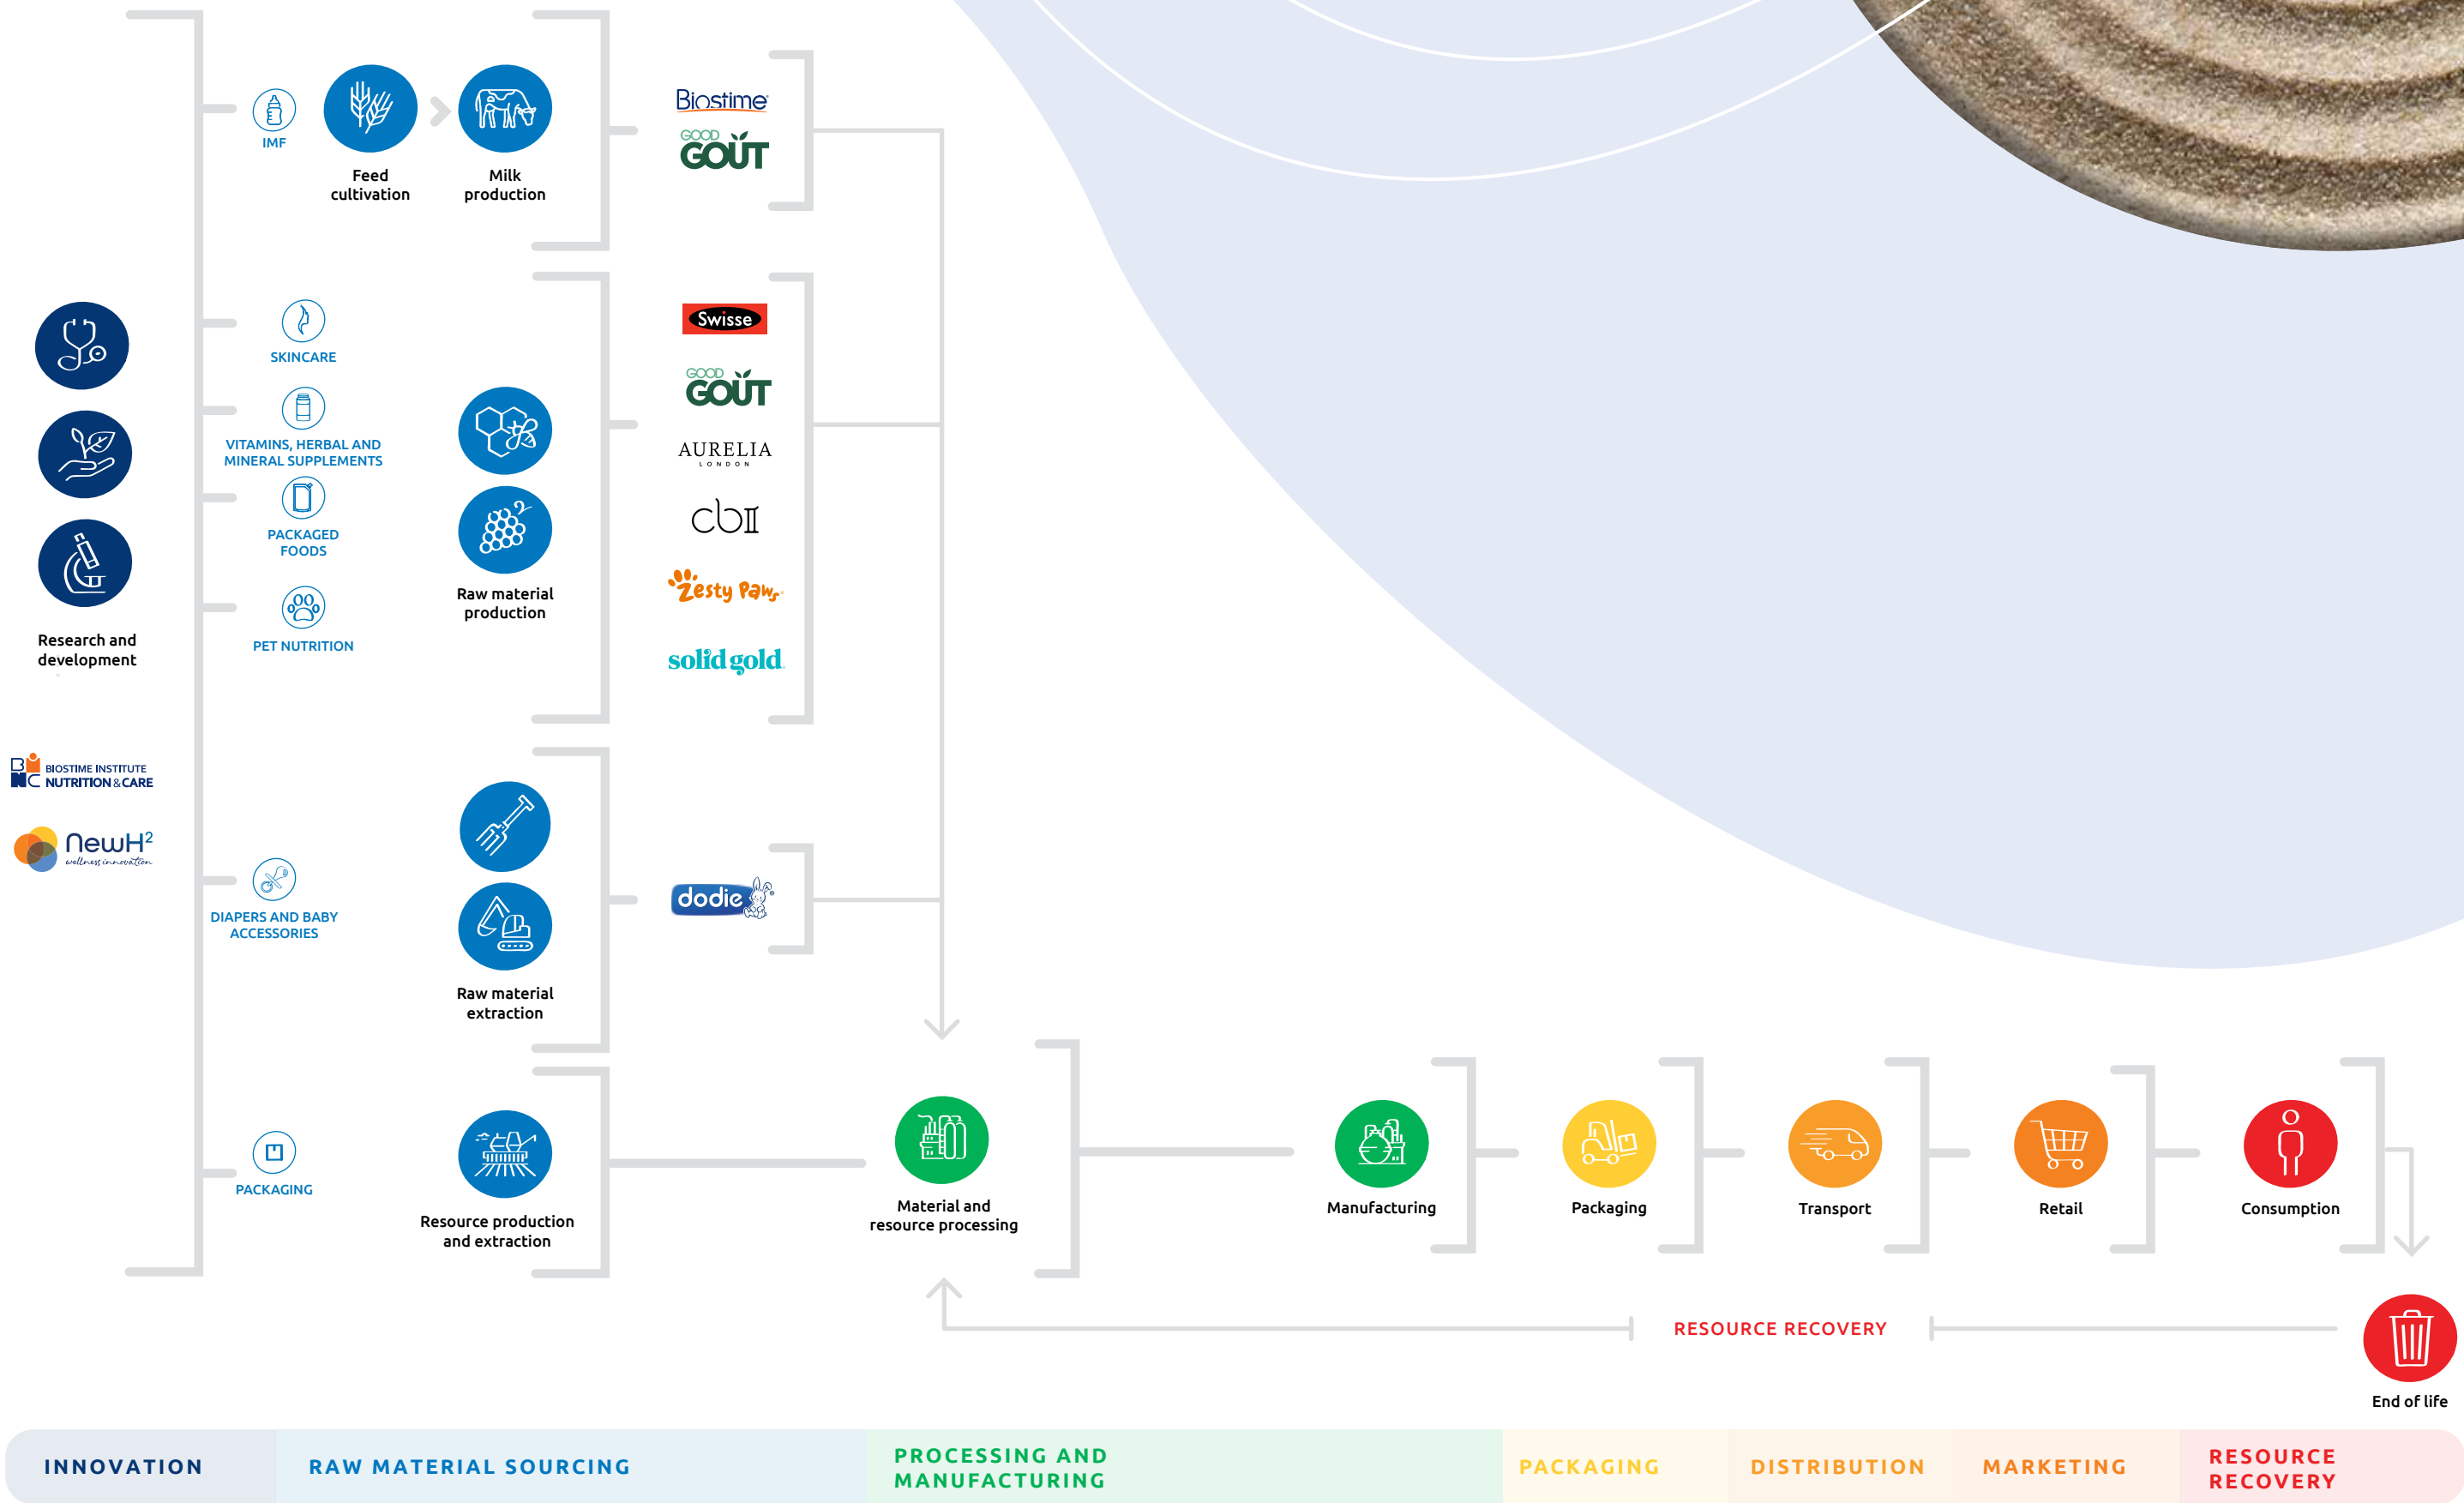 IMF
Feed
cultivation
Milk
production
Biostime
GOOD
GOÛT
Research and
development
BINC
BIOSTIME INSTITUTE
NUTRITION & CARE
NewH²
wellness innovation
SKINCARE
VITAMINS, HERBAL AND
MINERAL SUPPLEMENTS
PACKAGED
FOODS
PET NUTRITION
Raw material
production
Swisse
GOOD
GOÛT
AURELIA
LONDON
cbII
Zesty Paws
solid gold
DIAPERS AND BABY
ACCESSORIES
Raw material
extraction
dodie
PACKAGING
Resource production
and extraction
Material and
resource processing
Manufacturing
Packaging
Transport
Retail
Consumption
RESOURCE RECOVERY
End of life
INNOVATION
RAW MATERIAL SOURCING
PROCESSING AND
MANUFACTURING
PACKAGING
DISTRIBUTION
MARKETING
RESOURCE
RECOVERY